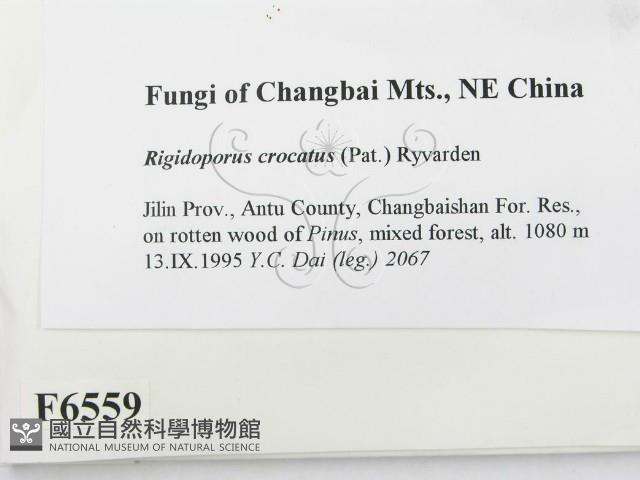 Fungi of Changbai Mts., NE China
Rigidoporus crocatus (Pat.) Ryvarden
Jilin Prov., Antu County, Changbaishan For. Res.,
on rotten wood of Pinus, mixed forest, alt. 1080 m
13.IX.1995 Y.C. Dai (leg.) 2067
F6559
國立自然科學博物館
NATIONAL MUSEUM OF NATURAL SCIENCE